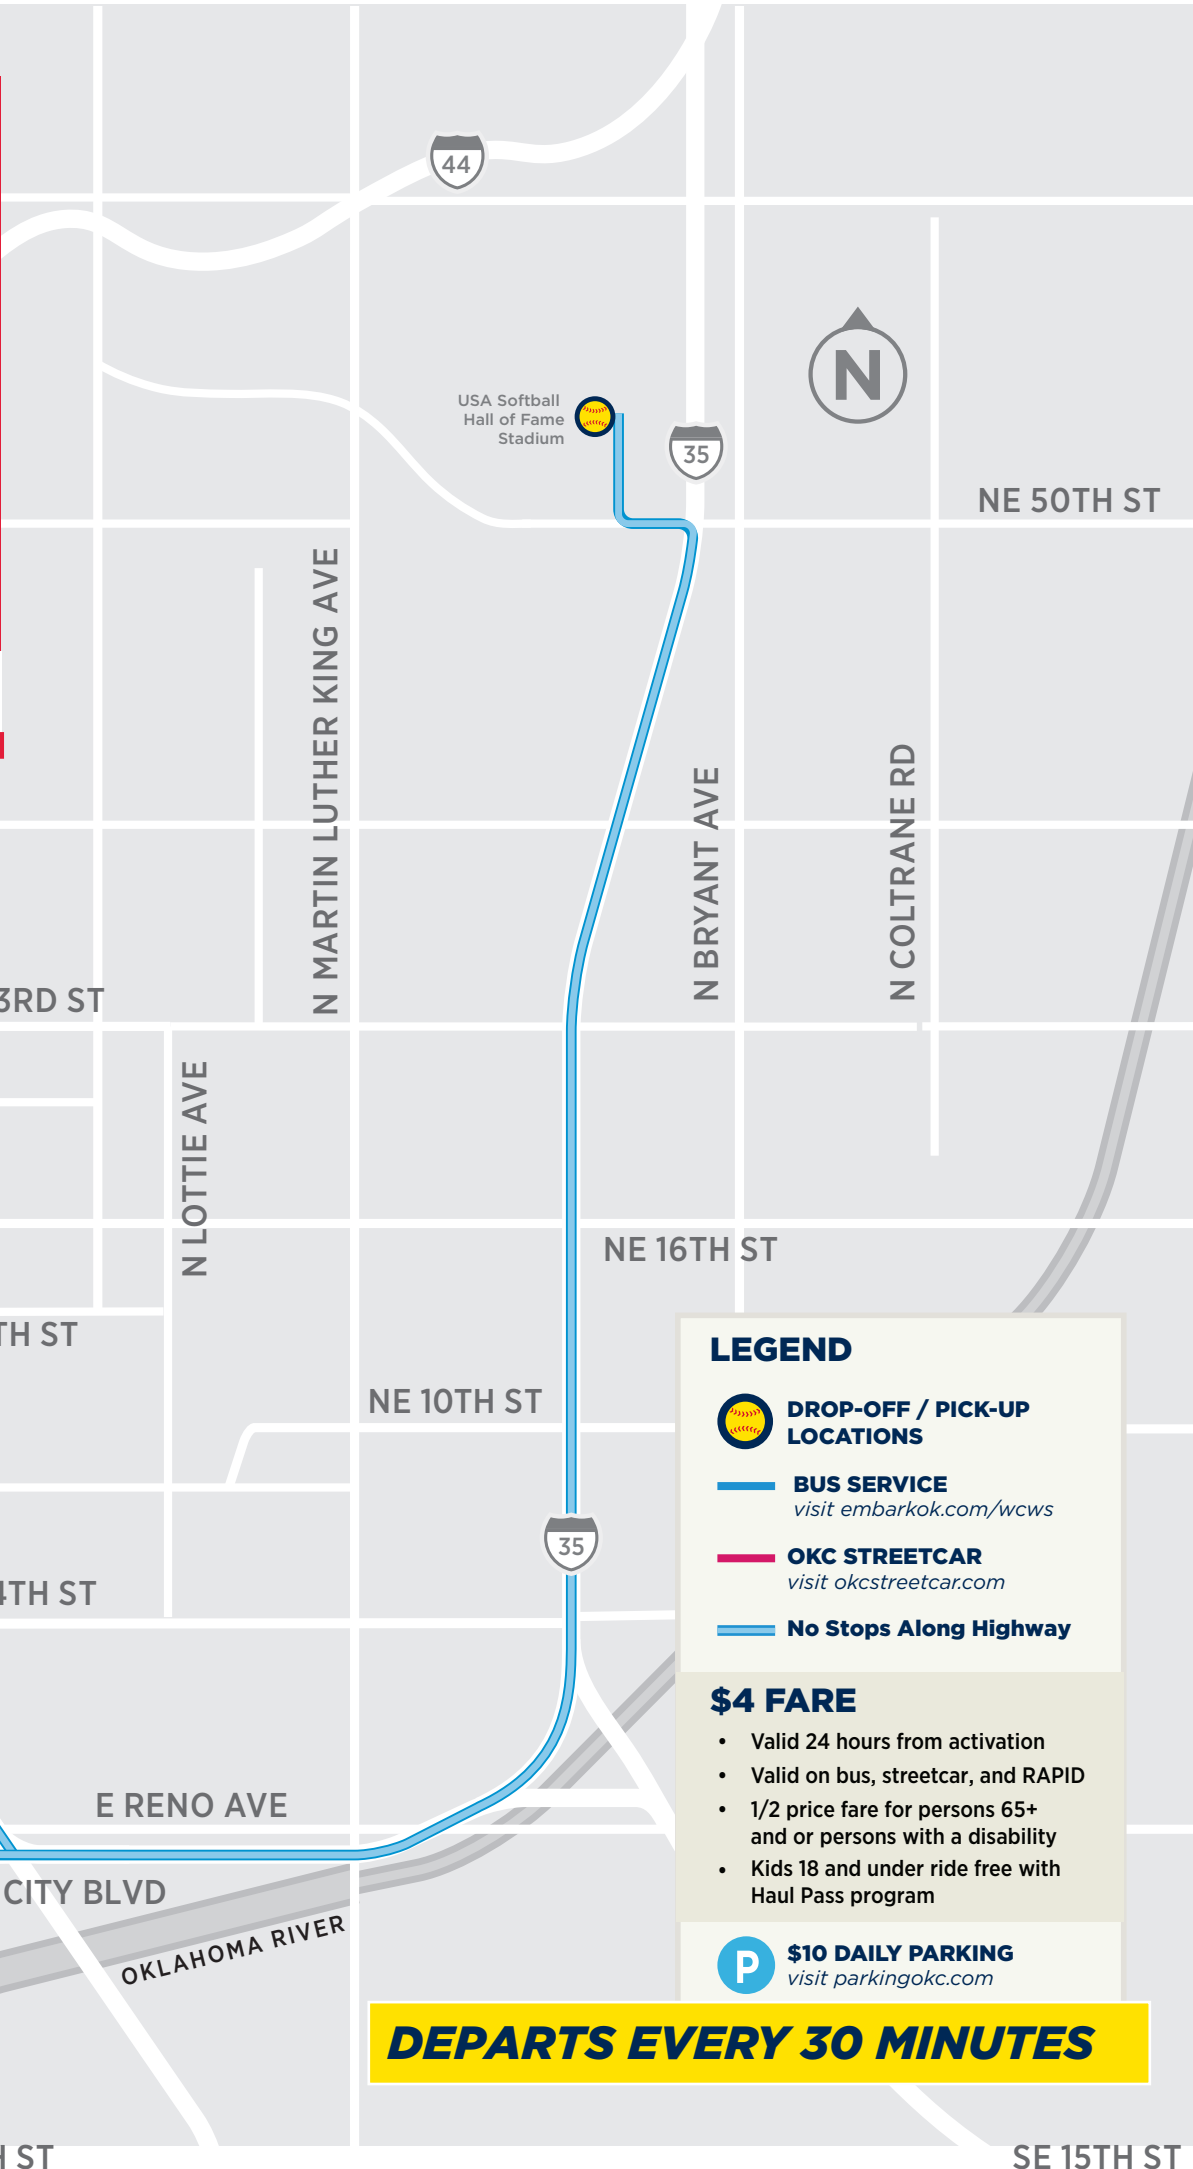 44
USA Softball
Hall of Fame
Stadium
35
N
NE 50TH ST
N MARTIN LUTHER KING AVE
N BRYANT AVE
N COLTRANE RD
3RD ST
N LOTTIE AVE
NE 16TH ST
TH ST
NE 10TH ST
35
4TH ST
E RENO AVE
CITY BLVD
OKLAHOMA RIVER
LEGEND
DROP-OFF / PICK-UP
LOCATIONS
BUS SERVICE
visit embarkok.com/wcws
OKC STREETCAR
visit okcstreetcar.com
No Stops Along Highway
$4 FARE
• Valid 24 hours from activation
• Valid on bus, streetcar, and RAPID
• 1/2 price fare for persons 65+
and or persons with a disability
• Kids 18 and under ride free with
Haul Pass program
P
$10 DAILY PARKING
visit parkingokc.com
DEPARTS EVERY 30 MINUTES
H ST
SE 15TH ST